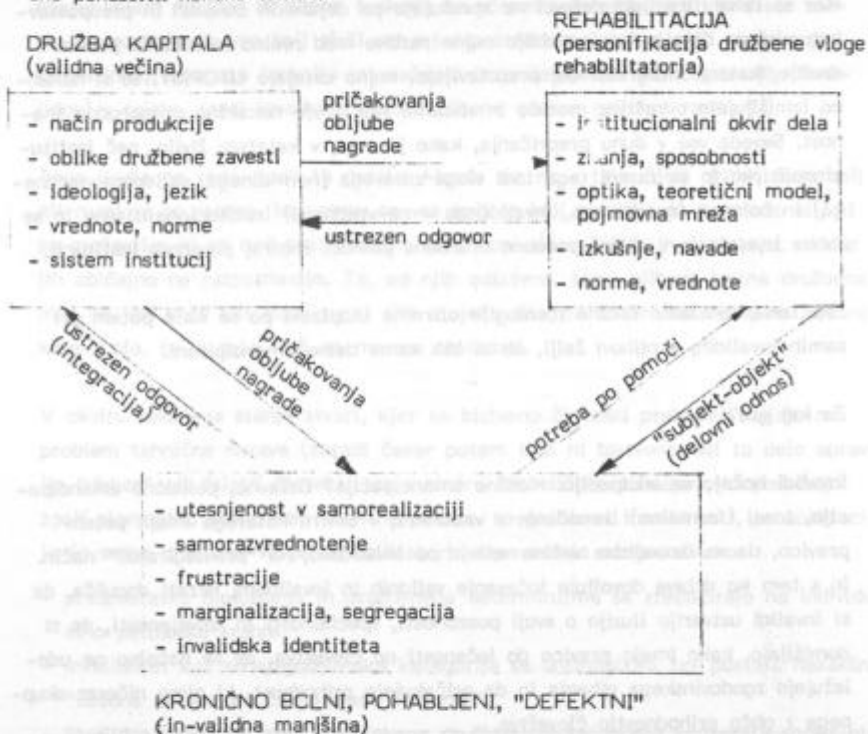 REHABILITACIJA
(personifikacija družbene vloge
rehabilitatorja)
DRUŽBA KAPITALA
(validna večina)
- način produkcije
- oblike družbene zavesti
- ideologija, jezik
- vrednote, norme
- sistem institucij
pričakovanja
obljube
nagrade
ustrezen odgovor
- institucionalni okvir dela
- znanja, sposobnosti
- optika, teoretični model,
pojmovna mreža
- izkušnje, navade
- norme, vrednote
ustrezen odgovor
(integracija)
pričakovanja
obljube
nagrade
potreba po pomoči
"subjekt-objekt"
(delovni odnos)
- utesnjenost v samorealizaciji
- samorazvrednotenje
- frustracije
- marginalizacija, segregacija
- invalidska identiteta
KRONIČNO BOLNI, POHABLJENI, "DEFEKTNI"
(in-validna manjšina)